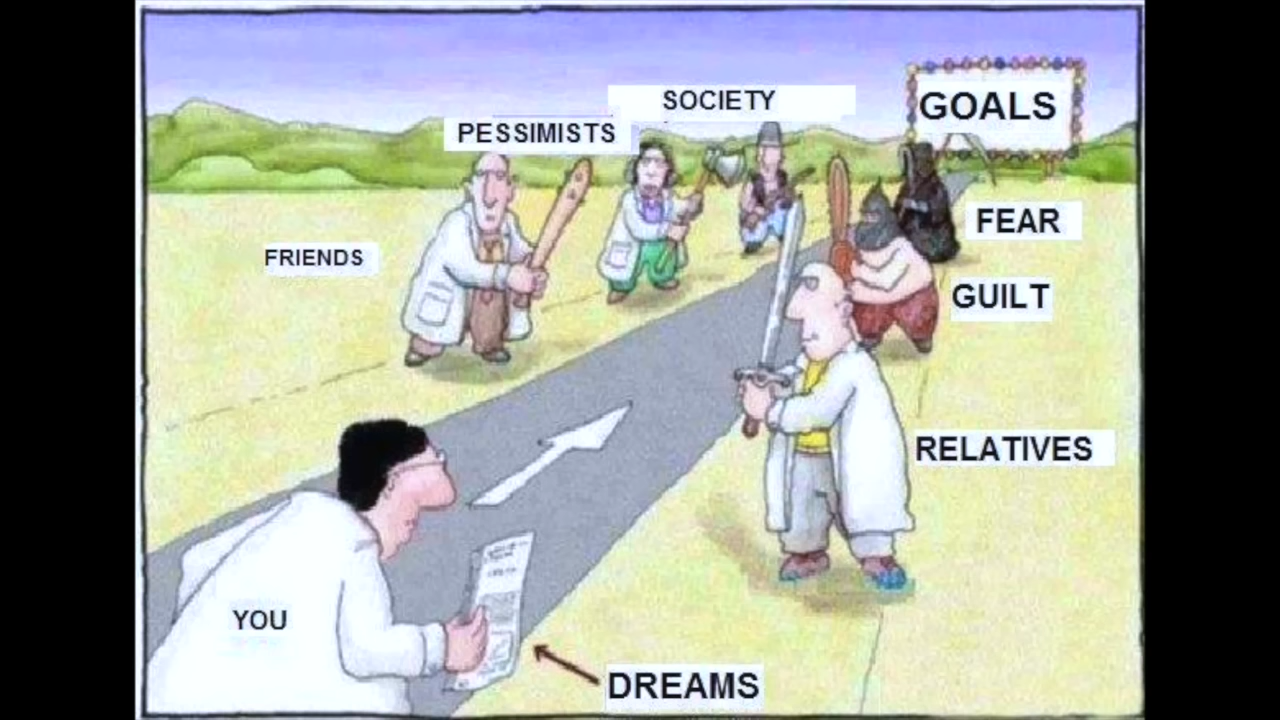 SOCIETY
GOALS
PESSIMISTS
FEAR
FRIENDS
GUILT
RELATIVES
YOU
DREAMS